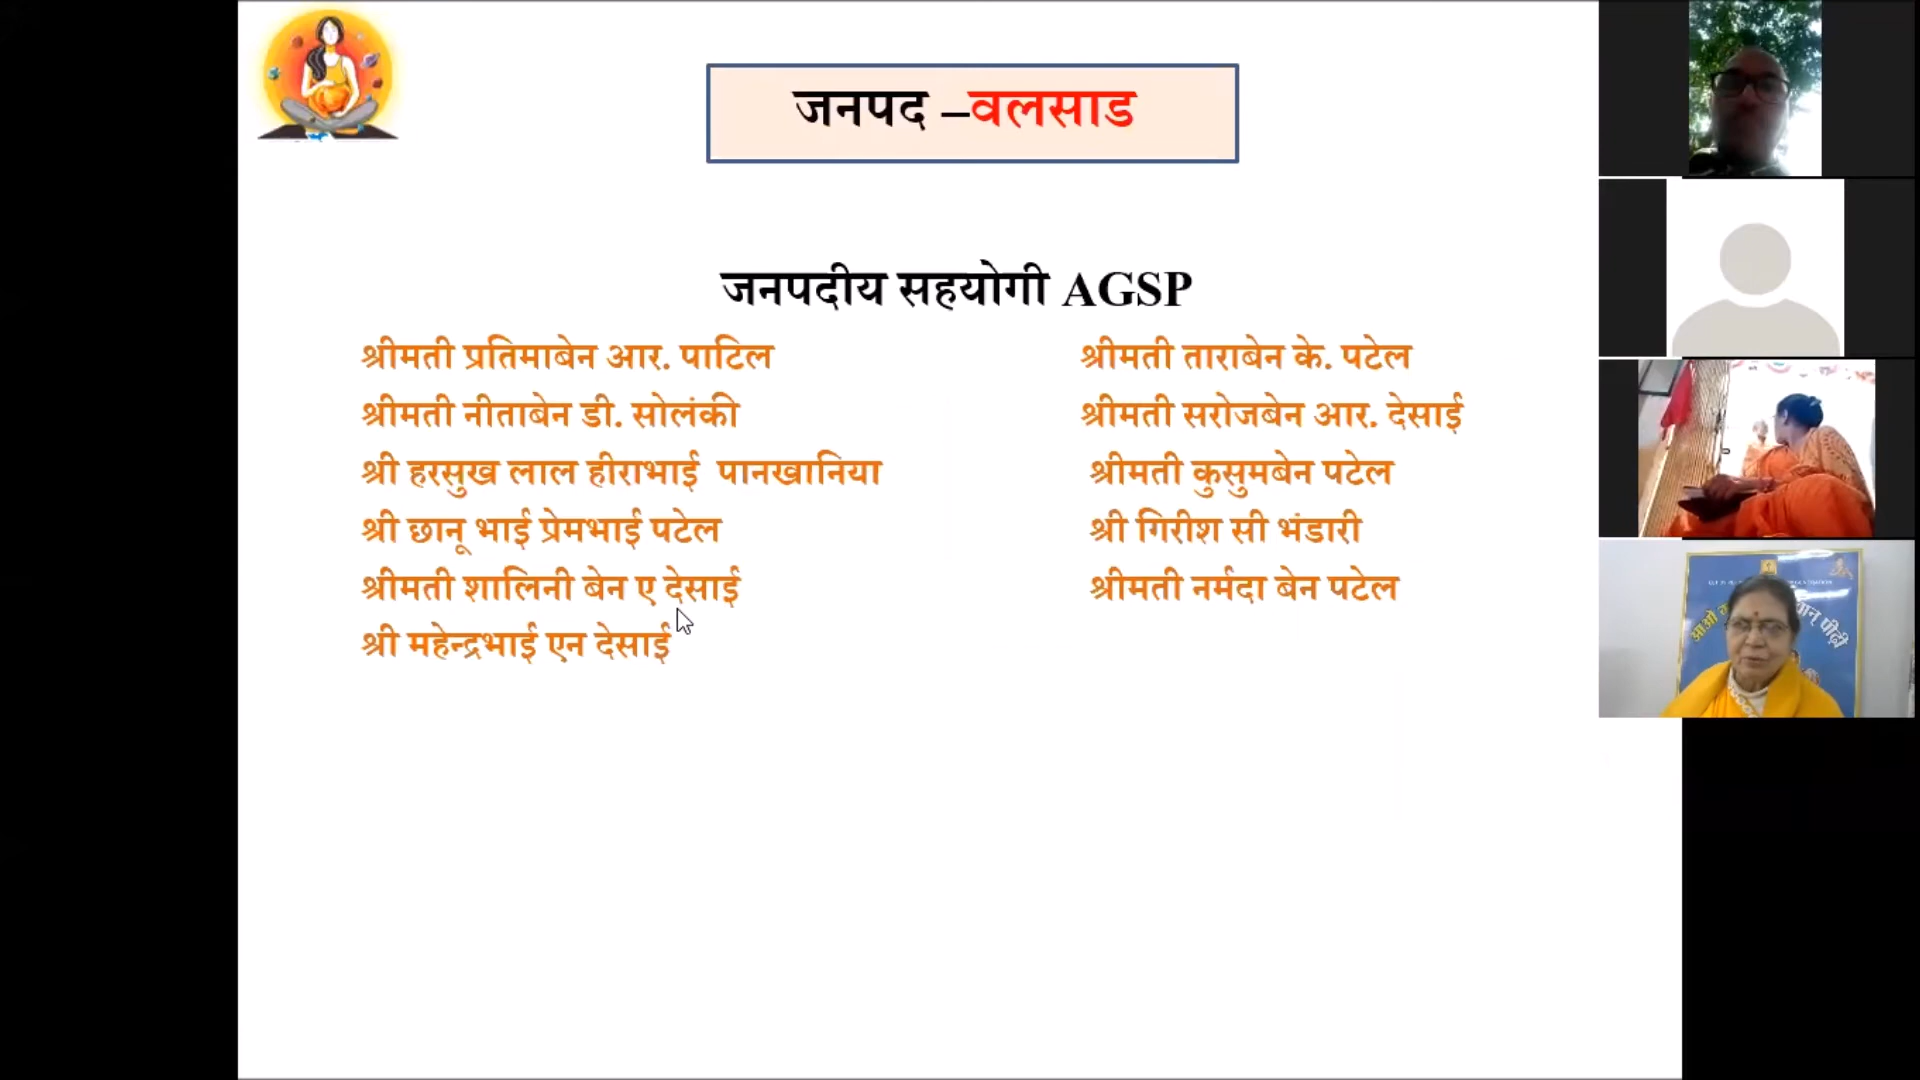 जनपद –वलसाड
जनपदीय सहयोगी AGSP
श्रीमती प्रतिमाबेन आर. पाटिल
श्रीमती नीताबेन डी. सोलंकी
श्री हरसुख लाल हीराभाई पानखानिया
श्री छानू भाई प्रेमभाई पटेल
श्रीमती शालिनी बेन ए देसाई
श्री महेन्द्रभाई एन देसाई
श्रीमती ताराबेन के. पटेल
श्रीमती सरोजबेन आर. देसाई
श्रीमती कुसुमबेन पटेल
श्री गिरीश सी भंडारी
श्रीमती नर्मदा बेन पटेल
आओ
पीढ़ी